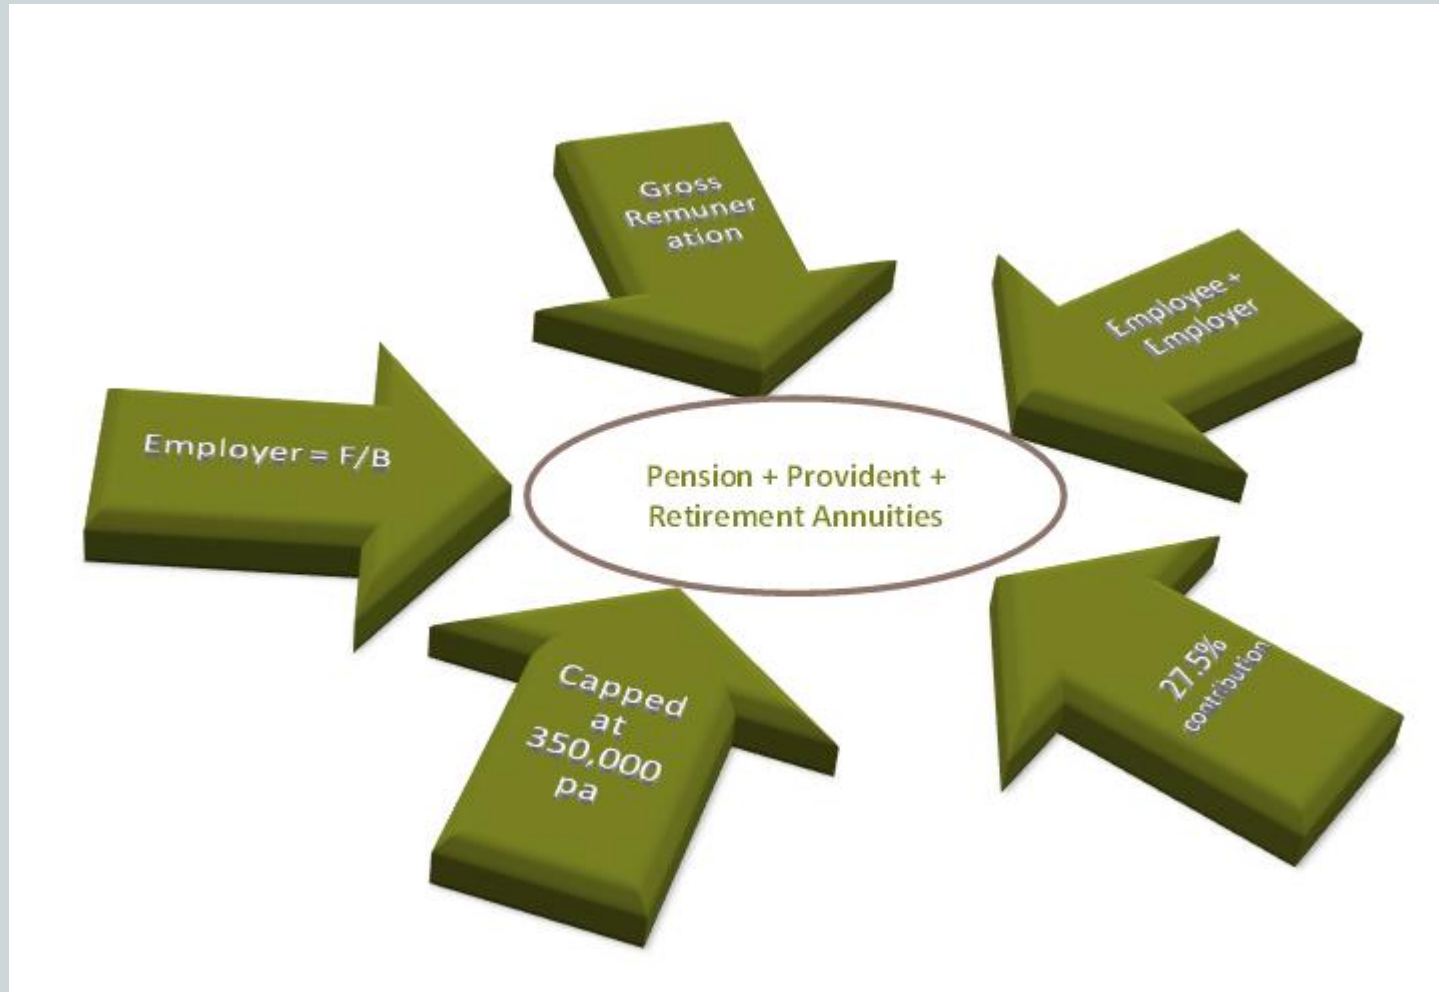 Gross
Remuner
ation
Employee +
Employer
Employer = F/B
Pension + Provident +
Retirement Annuities
27.5%
contribution
Capped
at
350,000
pa